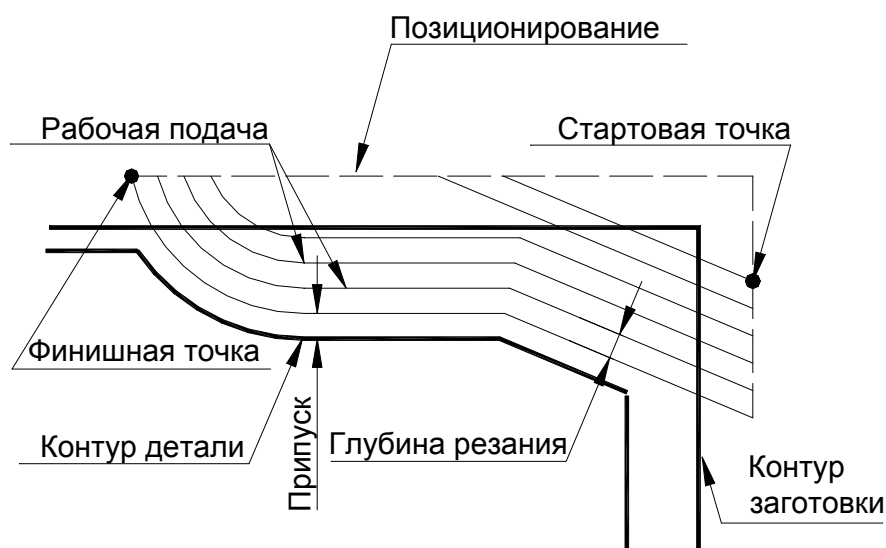 Позиционирование
Рабочая подача
Стартовая точка
Финишная точка
Контур детали
Припуск
Глубина резания
Контур
заготовки